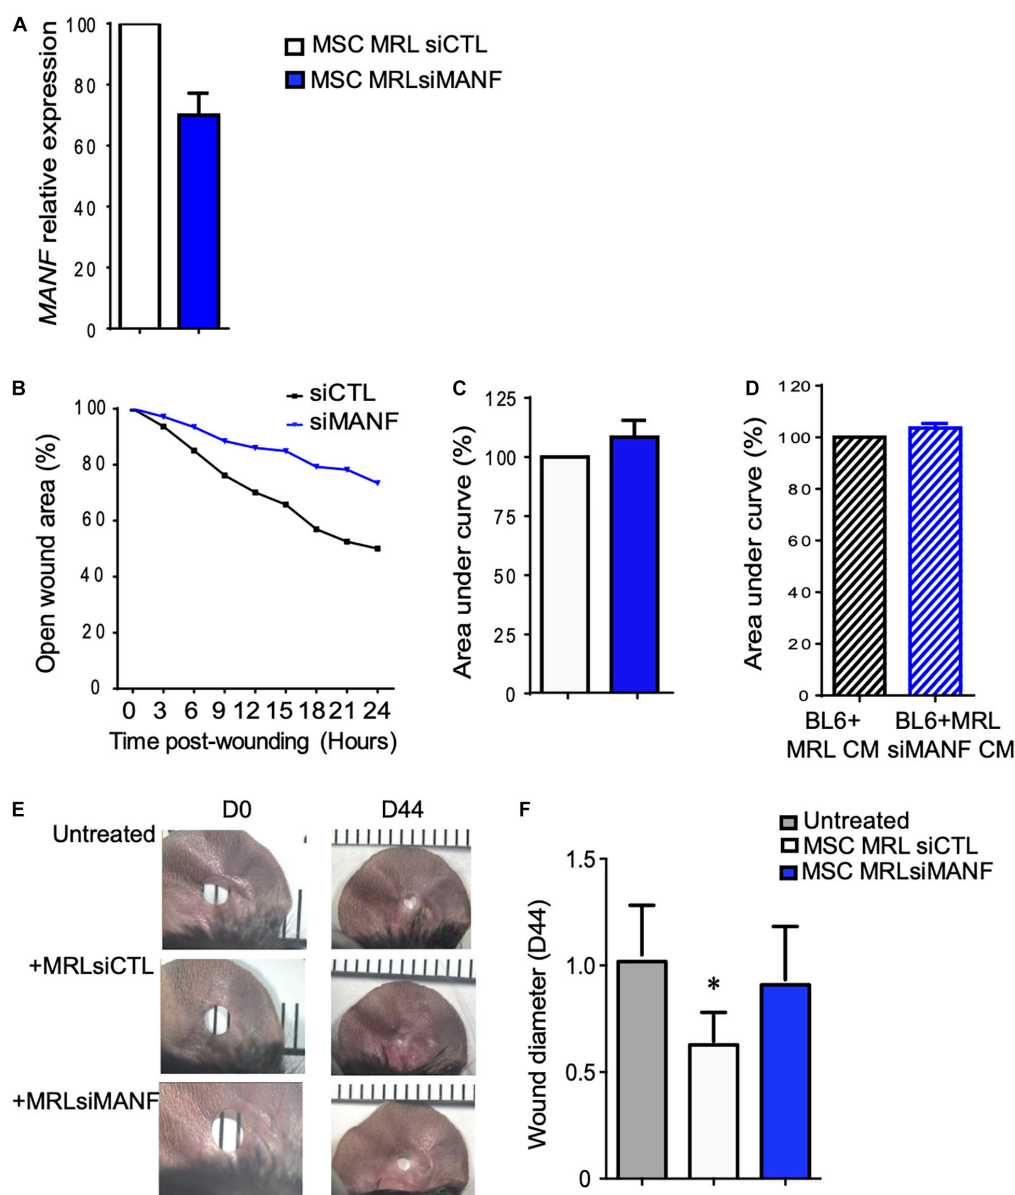 A
MANF relative expression
100
80
60
40
20
0
MSC MRL siCTL
MSC MRLsiMANF
B
Open wound area (%)
100
80
60
40
20
0
siCTL
siMANF
0 3 6 9 12 15 18 21 24
Time post-wounding (Hours)
C
Area under curve (%)
125
100
75
50
25
0
D
Area under curve (%)
120
100
80
60
40
20
0
BL6+ BL6+MRL
MRL CM siMANF CM
E
D0 D44
Untreated
+MRLsiCTL
+MRLsiMANF
F
Untreated
MSC MRL siCTL
MSC MRLsiMANF
Wound diameter (D44)
1.5
1.0
0.5
0
*